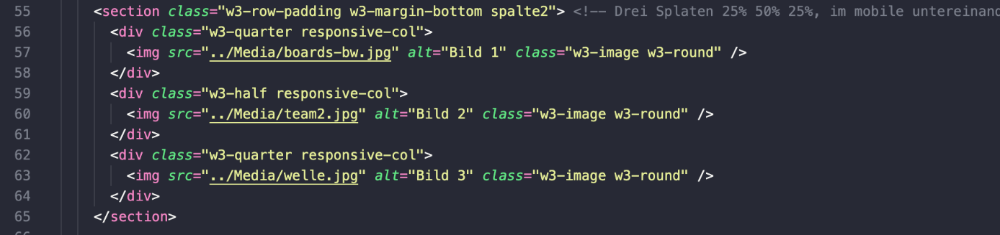 55 <section class="w3-row-padding w3-margin-bottom spalte2"> <!-- Drei Splaten 25% 50% 25%, im mobile
56 <div class="w3-quarter responsive-col">
57 <img src="../Media/boards-bw.jpg" alt="Bild 1" class="w3-image w3-round" />
58 </div>
59 <div class="w3-half responsive-col">
60 <img src="../Media/team2.jpg" alt="Bild 2" class="w3-image w3-round" />
61 </div>
62 <div class="w3-quarter responsive-col">
63 <img src="../Media/welle.jpg" alt="Bild 3" class="w3-image w3-round" />
64 </div>
65 </section>